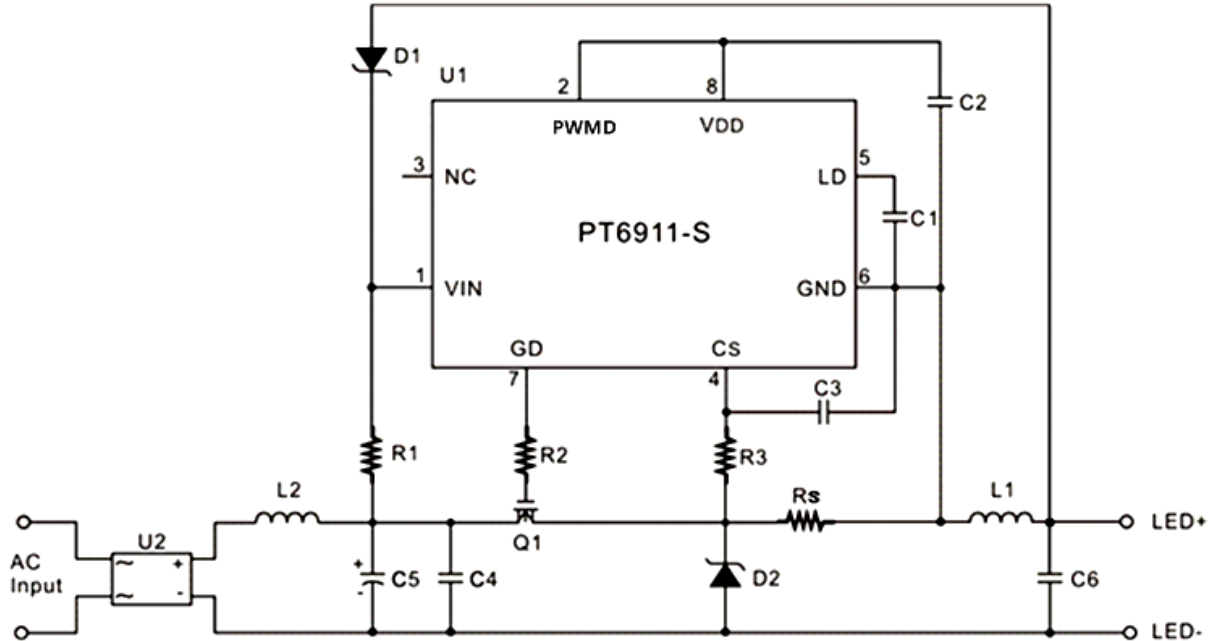 D1
U1
2
8
C2
PWMD
VDD
3
NC
5
LD
C1
PT6911-S
1
VIN
GND
6
GD
CS
7
4
C3
R1
R2
R3
L2
Rs
L1
LED+
AC
Input
U2
~
+
~
-
Q1
+
-
C5
C4
D2
C6
LED-